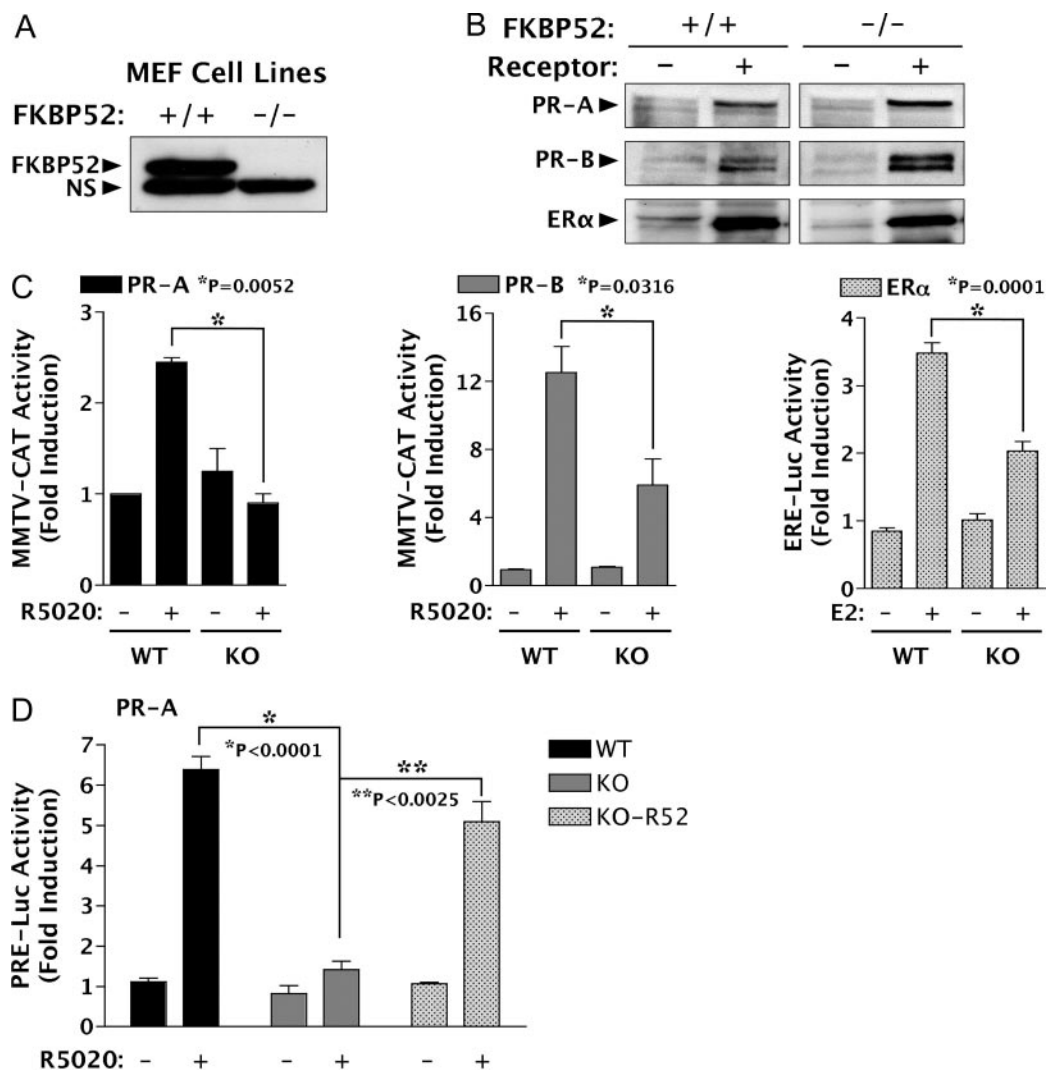 A
MEF Cell Lines
FKBP52: +/+ −/−
FKBP52►
NS►
B
FKBP52: +/+ −/−
Receptor: − + − +
PR-A►
PR-B►
ERα►
C
PR-A *P=0.0052
MMTV-CAT Activity
(Fold Induction)
3
2
1
0
*
R5020: − + − +
WT KO
PR-B *P=0.0316
MMTV-CAT Activity
(Fold Induction)
16
12
8
4
0
*
R5020: − + − +
WT KO
ERα *P=0.0001
ERE-Luc Activity
(Fold Induction)
4
3
2
1
0
*
E2: − + − +
WT KO
D
PR-A
PRE-Luc Activity
(Fold Induction)
7
6
5
4
3
2
1
0
*
*P<0.0001
**
**P<0.0025
R5020: − + − + − +
WT
KO
KO-R52